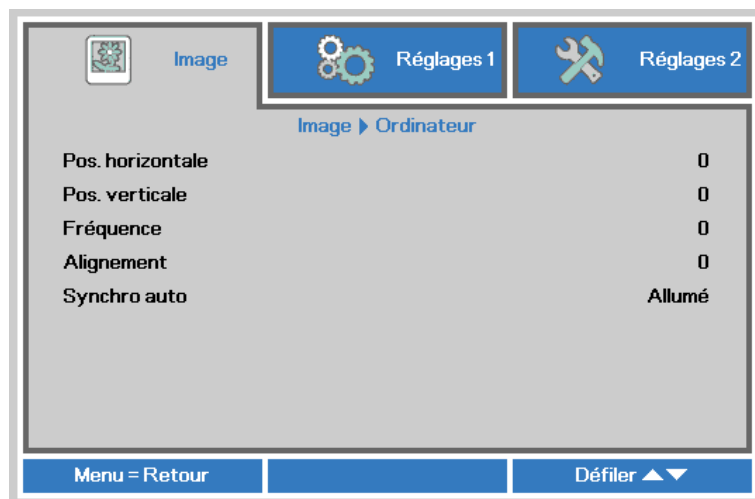 Image
Réglages 1
Réglages 2
Image ▶ Ordinateur
Pos. horizontale 0
Pos. verticale 0
Fréquence 0
Alignement 0
Synchro auto Allumé
Menu = Retour
Défiler ▲▼